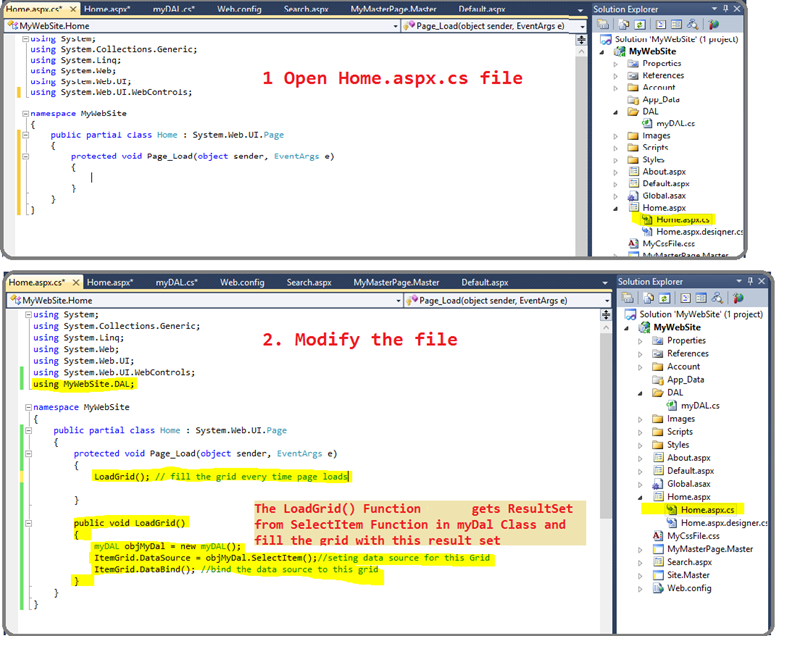 Home.aspx.cs* × Home.aspx* myDAL.cs* Web.config Search.aspx MyMasterPage.Master Default.aspx
MyWebSite.Home Page_Load(object sender, EventArgs e)
using System;
using System.Collections.Generic;
using System.Linq;
using System.Web;
using System.Web.UI;
using System.Web.UI.WebControls;
namespace MyWebSite
{
public partial class Home : System.Web.UI.Page
{
protected void Page_Load(object sender, EventArgs e)
{
}
}
}
1 Open Home.aspx.cs file
Solution Explorer
Solution 'MyWebSite' (1 project)
MyWebSite
Properties
References
Account
App_Data
DAL
myDAL.cs
Images
Scripts
Styles
About.aspx
Default.aspx
Global.asax
Home.aspx
Home.aspx.cs
Home.aspx.designer.cs
MyCssFile.css
MyMasterPage.Master
Home.aspx.cs* × Home.aspx* myDAL.cs* Web.config Search.aspx MyMasterPage.Master Default.aspx
MyWebSite.Home Page_Load(object sender, EventArgs e)
using System;
using System.Collections.Generic;
using System.Linq;
using System.Web;
using System.Web.UI;
using System.Web.UI.WebControls;
using MyWebSite.DAL;
namespace MyWebSite
{
public partial class Home : System.Web.UI.Page
{
protected void Page_Load(object sender, EventArgs e)
{
LoadGrid(); // fill the grid every time page loads
}
public void LoadGrid()
{
myDAL objMyDal = new myDAL();
ItemGrid.DataSource = objMyDal.SelectItem();//seting data source for this Grid
ItemGrid.DataBind(); //bind the data source to this grid
}
}
}
2. Modify the file
The LoadGrid() Function gets ResultSet
from SelectItem Function in myDal Class and
fill the grid with this result set
Solution Explorer
Solution 'MyWebSite' (1 project)
MyWebSite
Properties
References
Account
App_Data
DAL
myDAL.cs
Images
Scripts
Styles
About.aspx
Default.aspx
Global.asax
Home.aspx
Home.aspx.cs
Home.aspx.designer.cs
MyCssFile.css
MyMasterPage.Master
Search.aspx
Site.Master
Web.config